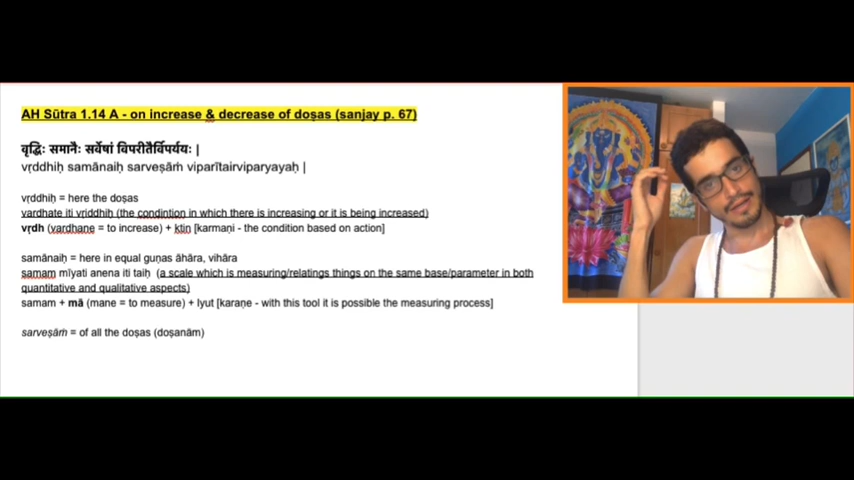 AH Sūtra 1.14 A - on increase & decrease of doṣas (sanjay p. 67)
वृद्धिः समानैः सर्वेषां विपरीतैर्विपर्ययः |
vṛddhiḥ samānaiḥ sarveṣāṁ viparītairviparyayaḥ |
vṛddhiḥ = here the doṣas
vardhate iti vṛiddhiḥ (the condintion in which there is increasing or it is being increased)
vṛdh (vardhane = to increase) + ktin [karmaṇi - the condition based on action]
samānaiḥ = here in equal guṇas āhāra, vihāra
samam mīyati anena iti taiḥ (a scale which is measuring/relatings things on the same base/parameter in both
quantitative and qualitative aspects)
samam + mā (mane = to measure) + lyut [karaṇe - with this tool it is possible the measuring process]
sarveṣāṁ = of all the doṣas (doṣanām)